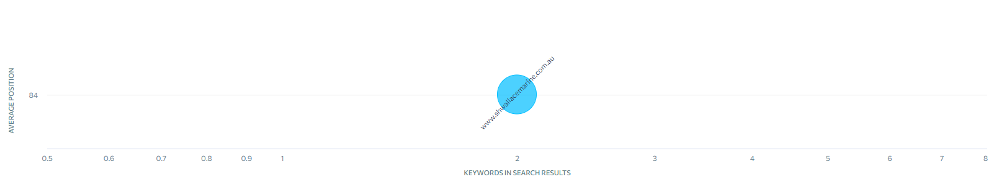 www.shwallacemarine.com.au
AVERAGE POSITION
84
0.5 0.6 0.7 0.8 0.9 1 2 3 4 5 6 7 8
KEYWORDS IN SEARCH RESULTS